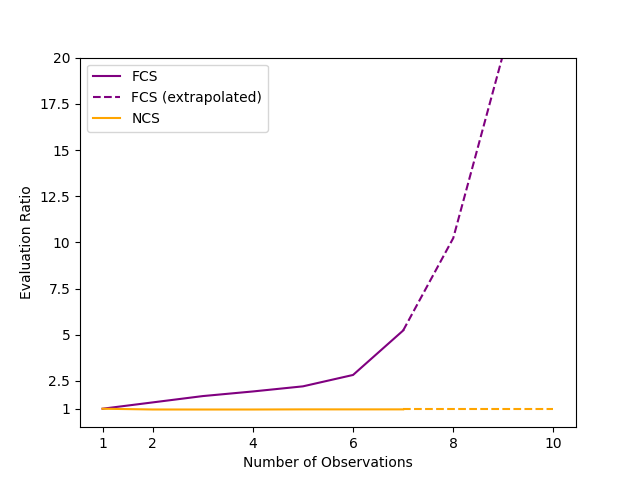 20
17.5
15
12.5
10
7.5
5
2.5
1
Evaluation Ratio
FCS
FCS (extrapolated)
NCS
1 2 4 6 8 10
Number of Observations